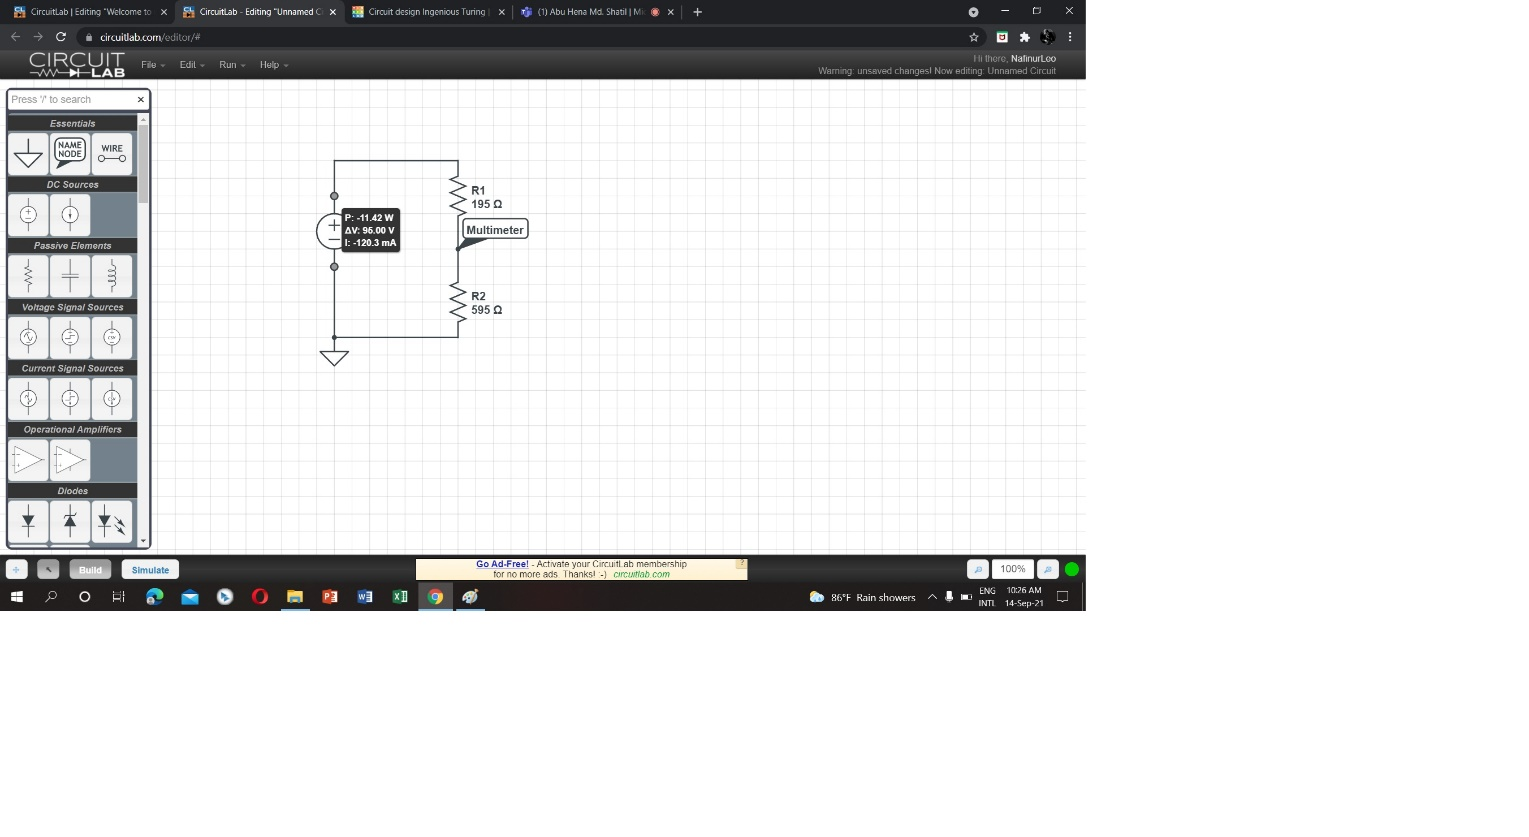 CircuitLab | Editing "Welcome to
CircuitLab - Editing "Unnamed C
Circuit design Ingenious Turing |
(1) Abu Hena Md. Shatil | Mi
circuitlab.com/editor/#
CIRCUIT
LAB
File
Edit
Run
Help
Hi there, NafinurLeo
Warning: unsaved changes! Now editing: Unnamed Circuit
Press '/' to search
Essentials
NAME
NODE
WIRE
DC Sources
Passive Elements
Voltage Signal Sources
Current Signal Sources
Operational Amplifiers
Diodes
R1
195 Ω
P: -11.42 W
ΔV: 95.00 V
I: -120.3 mA
Multimeter
R2
595 Ω
Build
Simulate
Go Ad-Free! - Activate your CircuitLab membership
for no more ads. Thanks! :-) circuitlab.com
?
100%
86°F Rain showers
ENG
INTL
10:26 AM
14-Sep-21